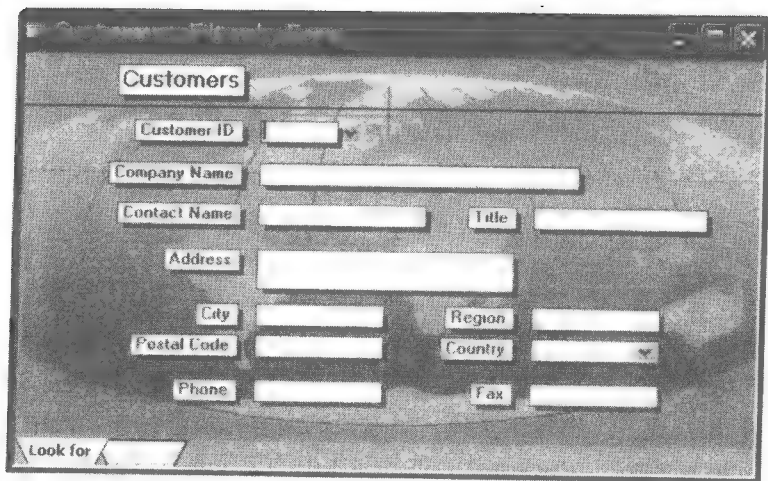 Customers
Customer ID
Company Name
Contact Name Title
Address
City Region
Postal Code Country
Phone Fax
Look for